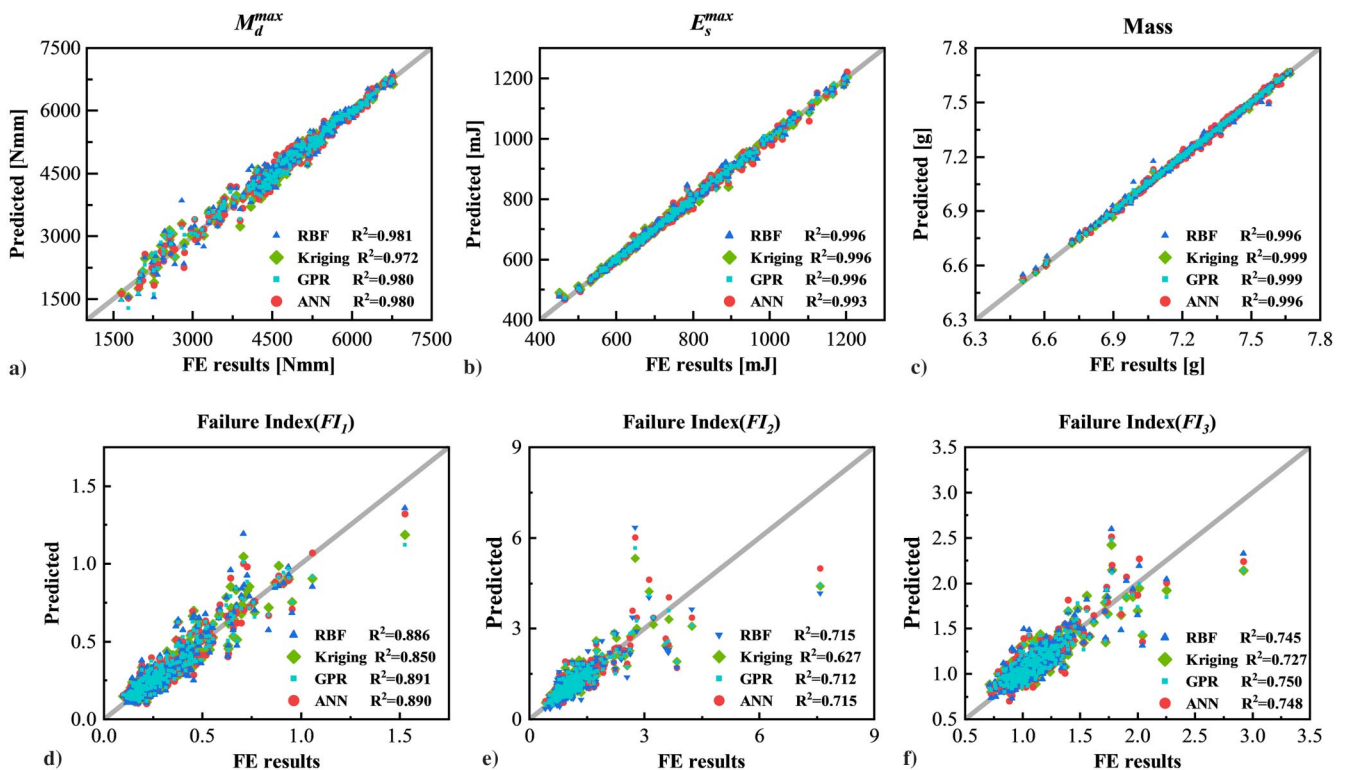 M_d^max
7500
6000
4500
3000
1500
Predicted [Nmm]
RBF R²=0.981
Kriging R²=0.972
GPR R²=0.980
ANN R²=0.980
1500 3000 4500 6000 7500
FE results [Nmm]
a)
E_s^max
1200
1000
800
600
400
Predicted [mJ]
RBF R²=0.996
Kriging R²=0.996
GPR R²=0.996
ANN R²=0.993
400 600 800 1000 1200
FE results [mJ]
b)
Mass
7.8
7.5
7.2
6.9
6.6
6.3
Predicted [g]
RBF R²=0.996
Kriging R²=0.999
GPR R²=0.999
ANN R²=0.996
6.3 6.6 6.9 7.2 7.5 7.8
FE results [g]
c)
Failure Index(FI₁)
1.5
1.0
0.5
0.0
Predicted
RBF R²=0.886
Kriging R²=0.850
GPR R²=0.891
ANN R²=0.890
0.0 0.5 1.0 1.5
FE results
d)
Failure Index(FI₂)
9
6
3
0
Predicted
RBF R²=0.715
Kriging R²=0.627
GPR R²=0.712
ANN R²=0.715
0 3 6 9
FE results
e)
Failure Index(FI₃)
3.5
3.0
2.5
2.0
1.5
1.0
0.5
Predicted
RBF R²=0.745
Kriging R²=0.727
GPR R²=0.750
ANN R²=0.748
0.5 1.0 1.5 2.0 2.5 3.0 3.5
FE results
f)